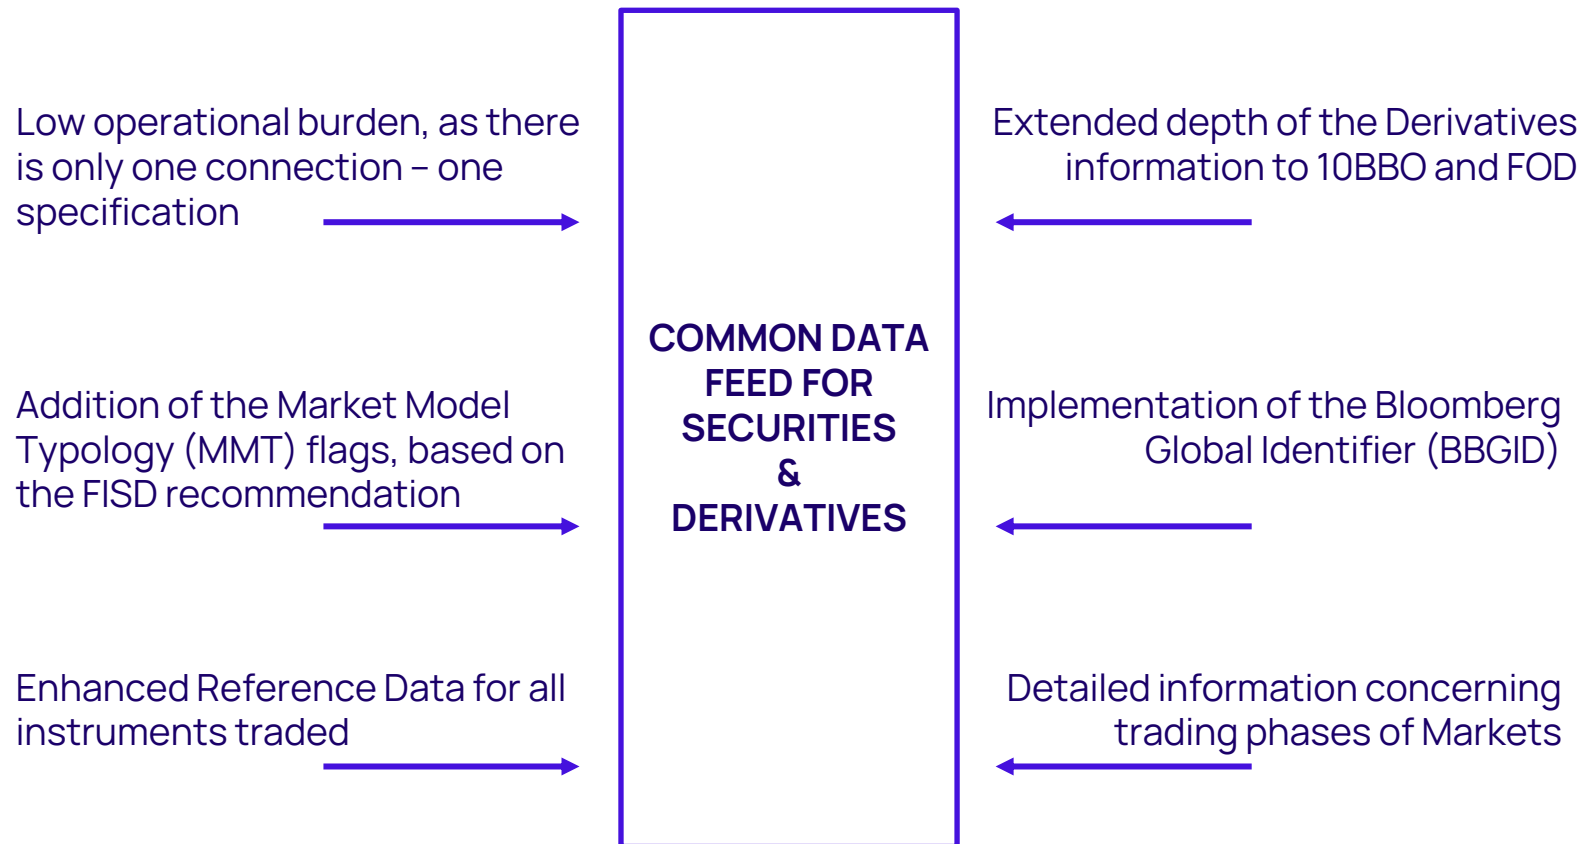 Low operational burden, as there
is only one connection – one
specification
Addition of the Market Model
Typology (MMT) flags, based on
the FISD recommendation
Enhanced Reference Data for all
instruments traded
COMMON DATA
FEED FOR
SECURITIES
&
DERIVATIVES
Extended depth of the Derivatives
information to 10BBO and FOD
Implementation of the Bloomberg
Global Identifier (BBGID)
Detailed information concerning
trading phases of Markets